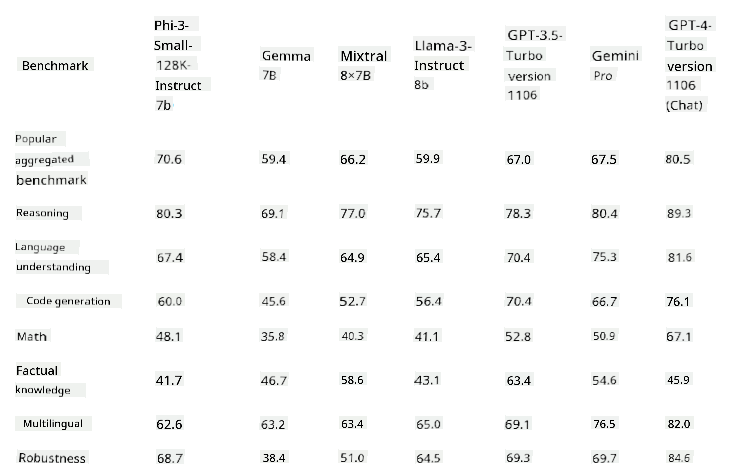 Benchmark Phi-3-Small-128K-Instruct 7b Gemma 7B Mixtral 8×7B Llama-3-Instruct 8b GPT-3.5-Turbo version 1106 Gemini Pro GPT-4-Turbo version 1106 (Chat)
Popular aggregated benchmark 70.6 59.4 66.2 59.9 67.0 67.5 80.5
Reasoning 80.3 69.1 77.0 75.7 78.3 80.4 89.3
Language understanding 67.4 58.4 64.9 65.4 70.4 75.3 81.6
Code generation 60.0 45.6 52.7 56.4 70.4 66.7 76.1
Math 48.1 35.8 40.3 41.1 52.8 50.9 67.1
Factual knowledge 41.7 46.7 58.6 43.1 63.4 54.6 45.9
Multilingual 62.6 63.2 63.4 65.0 69.1 76.5 82.0
Robustness 68.7 38.4 51.0 64.5 69.3 69.7 84.6